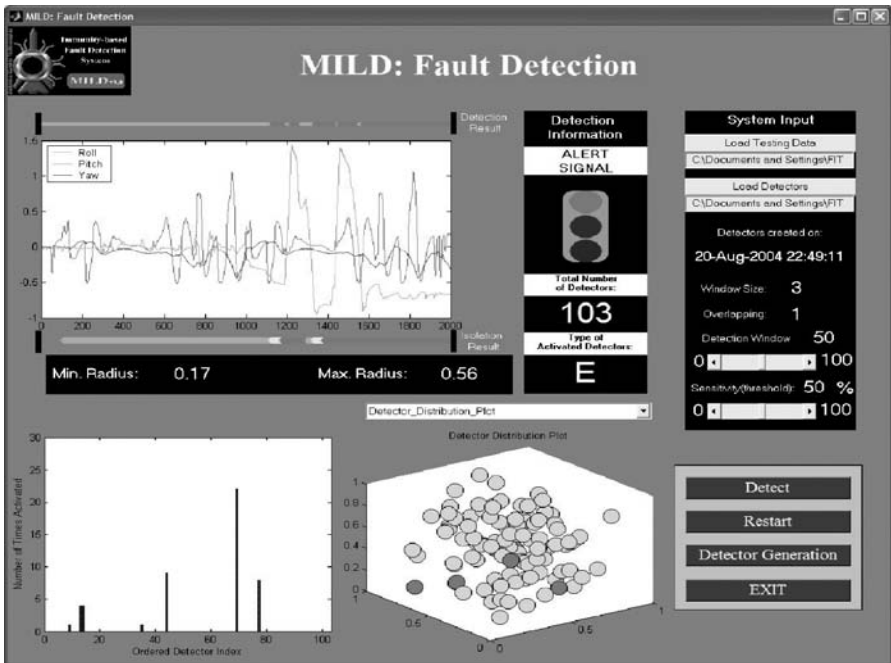 MILD: Fault Detection
Immunity-based
Fault Detection
System
MILD: Fault Detection
Detection
Result
1.5
1
0.5
0
-0.5
-1
Roll
Pitch
Yaw
0 200 400 600 800 1000 1200 1400 1600 1800 2000
Isolation
Result
Min. Radius: 0.17 Max. Radius: 0.56
Detection
Information
ALERT
SIGNAL
Total Number
of Detectors:
103
Type of
Activated Detectors:
E
System Input
Load Testing Data
C:\Documents and Settings\FIT
Load Detectors
C:\Documents and Settings\FIT
Detectors created on:
20-Aug-2004 22:49:11
Window Size: 3
Overlapping: 1
Detection Window 50
0 100
Sensitivity(threshold): 50 %
0 100
Detector_Distribution_Plot
30
25
20
15
10
5
0
Number of Times Activated
0 20 40 60 80 100
Ordered Detector Index
Detector Distribution Plot
1
0.8
0.6
0.4
0.2
0
1
0.5
0
0
0.5
1
Detect
Restart
Detector Generation
EXIT